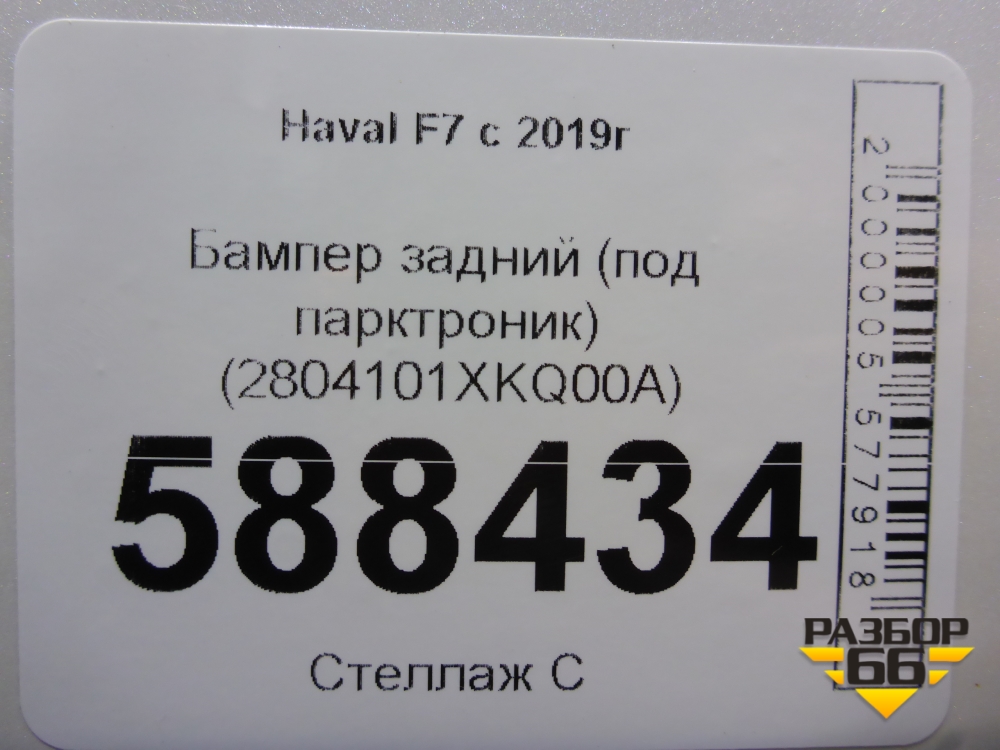 Haval F7 с 2019г
Бампер задний (под
парктроник)
(2804101XKQ00A)
588434
Стеллаж С
2000005577918
РАЗБОР
66